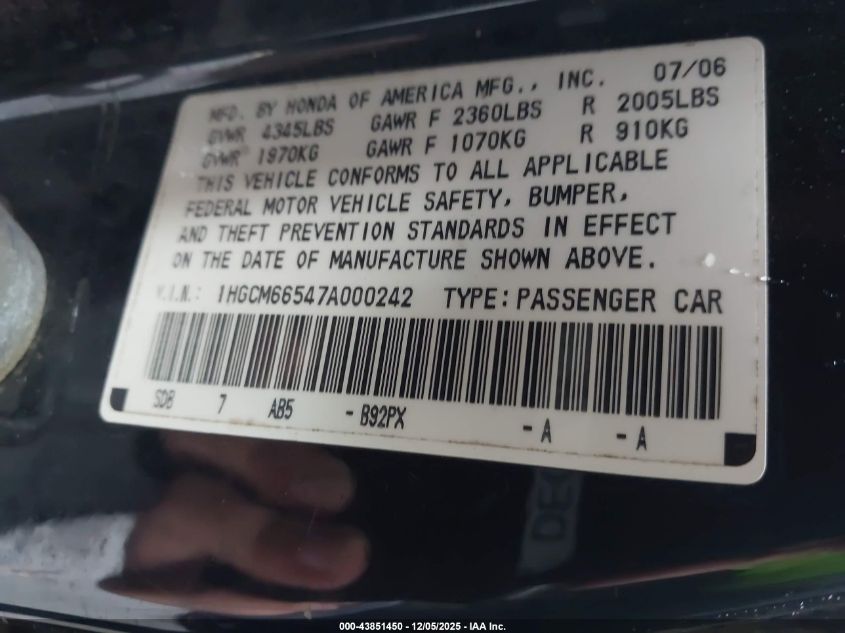 MFD. BY HONDA OF AMERICA MFG., INC. 07/06
GVWR 4345LBS GAWR F 2360LBS R 2005LBS
GVWR 1970KG GAWR F 1070KG R 910KG
THIS VEHICLE CONFORMS TO ALL APPLICABLE
FEDERAL MOTOR VEHICLE SAFETY, BUMPER,
AND THEFT PREVENTION STANDARDS IN EFFECT
ON THE DATE OF MANUFACTURE SHOWN ABOVE.
V.I.N.: 1HGCM66547A000242 TYPE: PASSENGER CAR
SDB 7 AB5 - B92PX - A - A
000-43851450 - 12/05/2025 - IAA Inc.